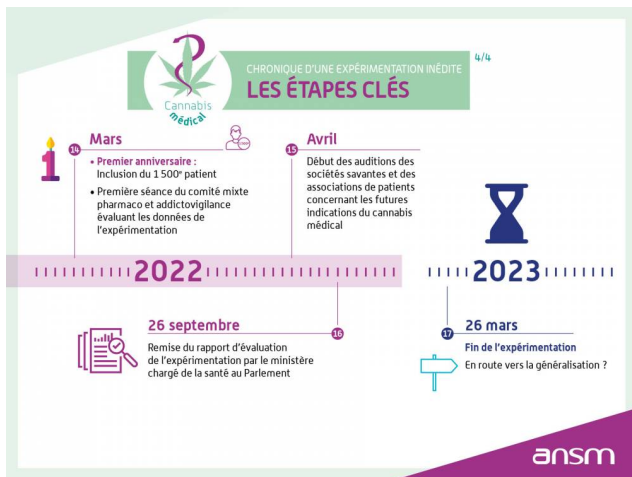 CHRONIQUE D'UNE EXPÉRIMENTATION INÉDITE
4/4
LES ÉTAPES CLÉS
Cannabis
médical
14
Mars
• Premier anniversaire :
Inclusion du 1 500e patient
• Première séance du comité mixte
pharmaco et addictovigilance
évaluant les données de
l'expérimentation
15
Avril
Début des auditions des
sociétés savantes et des
associations de patients
concernant les futures
indications du cannabis
médical
2022
2023
26 septembre
16
Remise du rapport d'évaluation
de l'expérimentation par le ministère
chargé de la santé au Parlement
17
26 mars
Fin de l'expérimentation
En route vers la généralisation ?
ansm